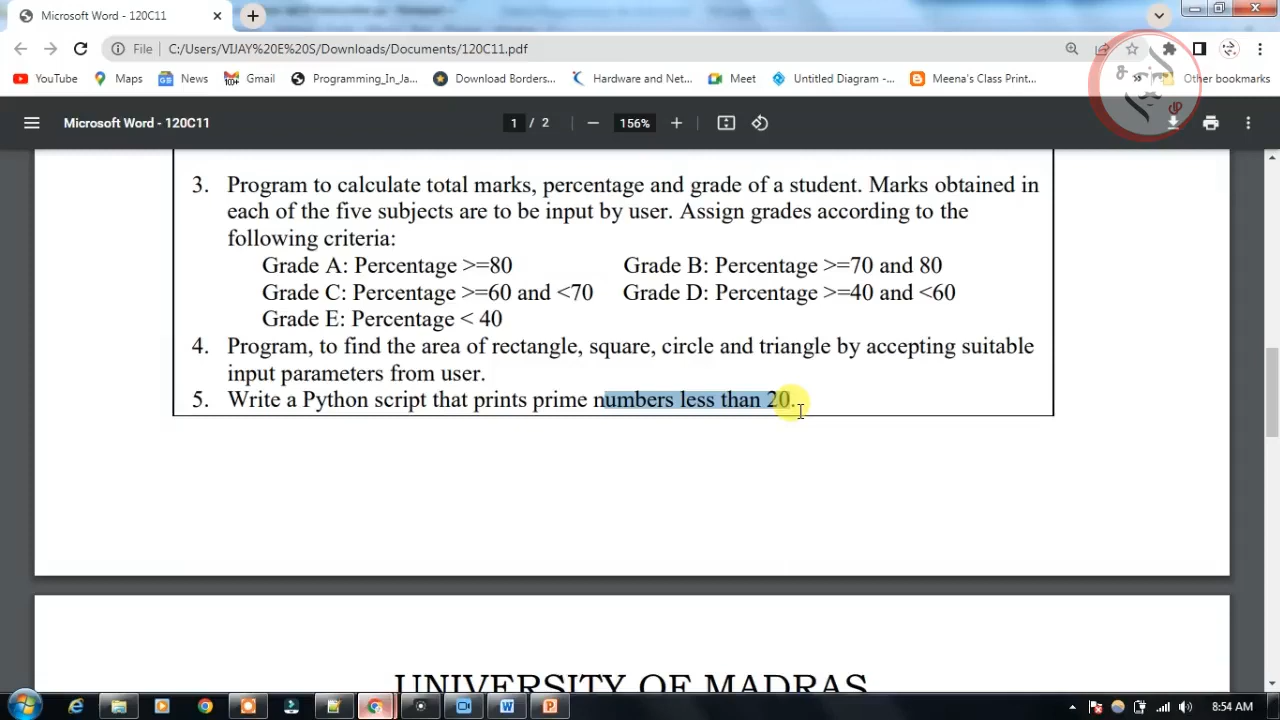 Microsoft Word - 120C11
File
C:/Users/VIJAY%20E%20S/Downloads/Documents/120C11.pdf
YouTube
Maps
News
Gmail
Programming_In_Ja...
Download Borders...
Hardware and Net...
Meet
Untitled Diagram -...
Meena's Class Print...
Other bookmarks
Microsoft Word - 120C11
1 / 2
156%
3. Program to calculate total marks, percentage and grade of a student. Marks obtained in
each of the five subjects are to be input by user. Assign grades according to the
following criteria:
Grade A: Percentage >=80 Grade B: Percentage >=70 and 80
Grade C: Percentage >=60 and <70 Grade D: Percentage >=40 and <60
Grade E: Percentage < 40
4. Program, to find the area of rectangle, square, circle and triangle by accepting suitable
input parameters from user.
5. Write a Python script that prints prime numbers less than 20.
UNIVERSITY OF MADRAS
8:54 AM